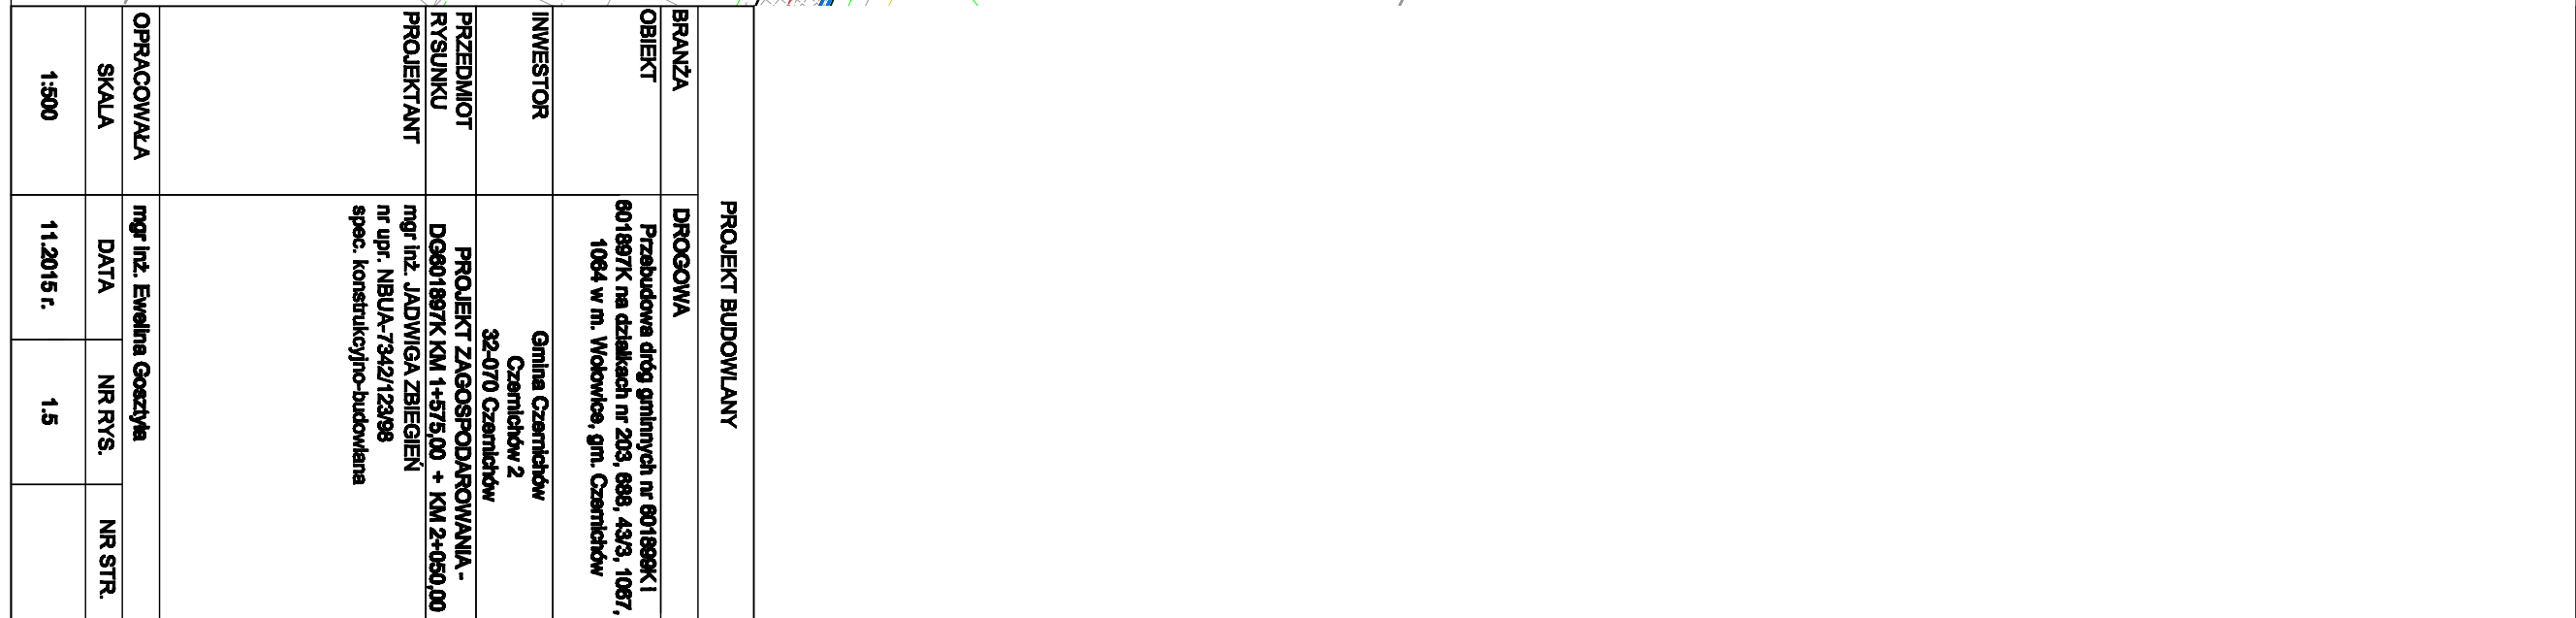 PROJEKT BUDOWLANY
BRANŻA
DROGOWA
OBIEKT
Przebudowa dróg gminnych nr 601899K i
601897K na działkach nr 203, 688, 43/3, 1067,
1064 w m. Wołowice, gm. Czernichów
INWESTOR
Gmina Czernichów
Czernichów 2
32-070 Czernichów
PRZEDMIOT
RYSUNKU
PROJEKT ZAGOSPODAROWANIA -
DG601897K KM 1+575,00 + KM 2+050,00
PROJEKTANT
mgr inż. JADWIGA ZBIEGIEŃ
nr upr. NBUA-7342/123/98
spec. konstrukcyjno-budowlana
OPRACOWAŁA
mgr inż. Ewelina Gosztyła
SKALA
DATA
NR RYS.
NR STR.
1:500
11.2015 r.
1.5